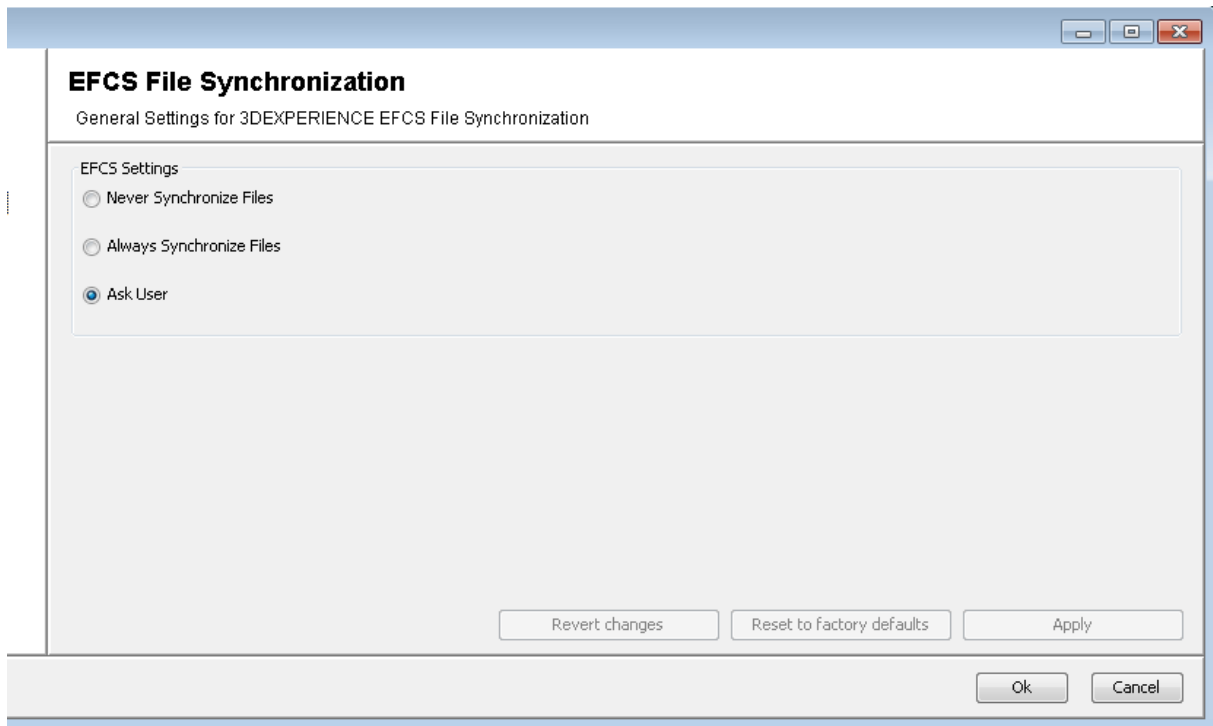 EFCS File Synchronization
General Settings for 3DEXPERIENCE EFCS File Synchronization
EFCS Settings
Never Synchronize Files
Always Synchronize Files
Ask User
Revert changes
Reset to factory defaults
Apply
Ok
Cancel